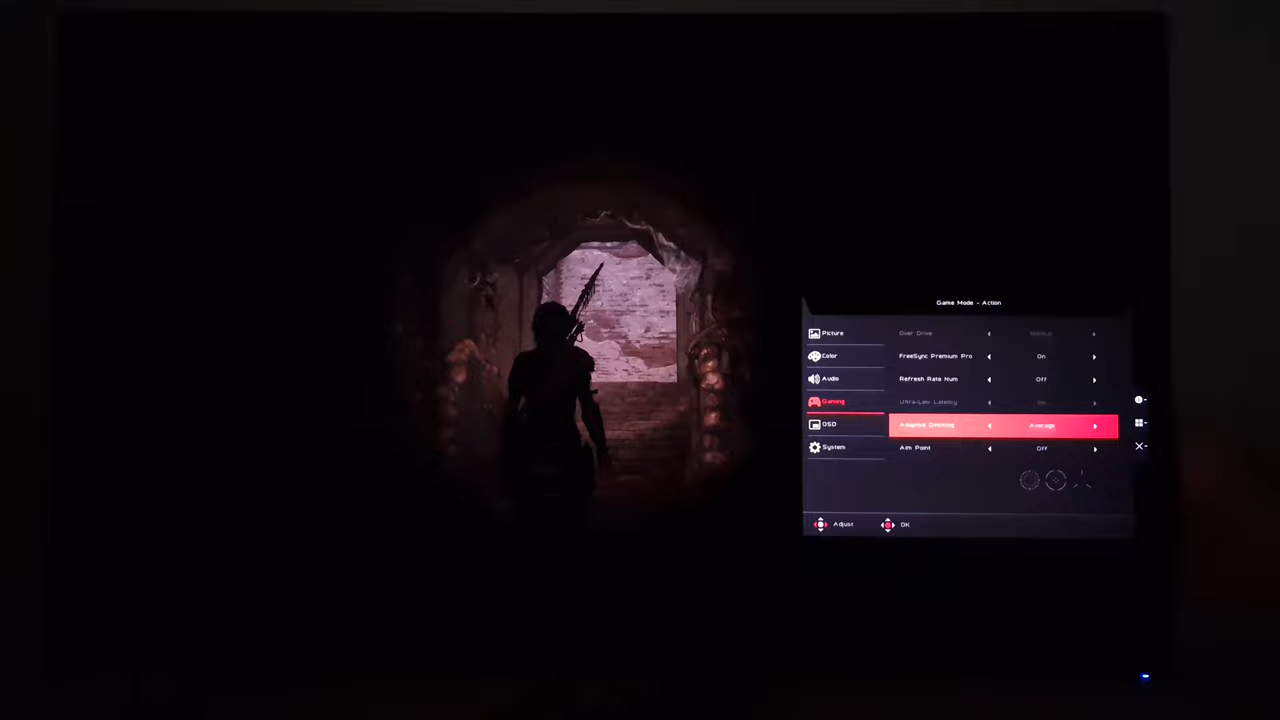 Game Mode - Action
Picture
Over Drive
Color
FreeSync Premium Pro
On
Audio
Refresh Rate Num
Off
Gaming
Ultra-Low Latency
On
OSD
Adaptive Dimming
Average
System
Aim Point
Off
Adjust
OK